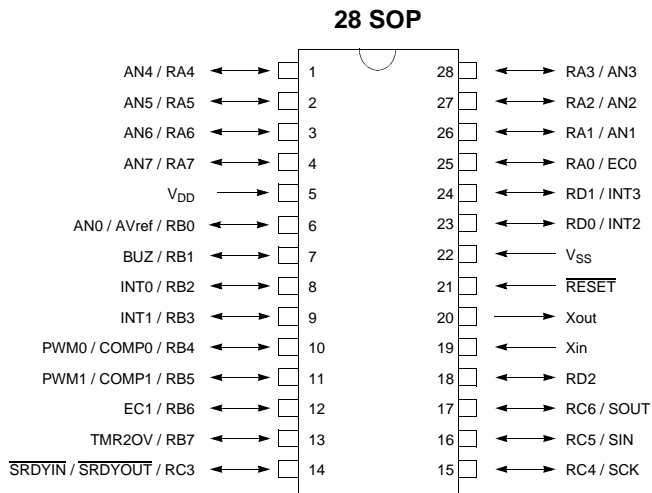 28 SOP
AN4 / RA4 1 28 RA3 / AN3
AN5 / RA5 2 27 RA2 / AN2
AN6 / RA6 3 26 RA1 / AN1
AN7 / RA7 4 25 RA0 / EC0
VDD 5 24 RD1 / INT3
AN0 / AVref / RB0 6 23 RD0 / INT2
BUZ / RB1 7 22 VSS
INT0 / RB2 8 21 RESET
INT1 / RB3 9 20 Xout
PWM0 / COMP0 / RB4 10 19 Xin
PWM1 / COMP1 / RB5 11 18 RD2
EC1 / RB6 12 17 RC6 / SOUT
TMR2OV / RB7 13 16 RC5 / SIN
SRDYIN / SRDYOUT / RC3 14 15 RC4 / SCK